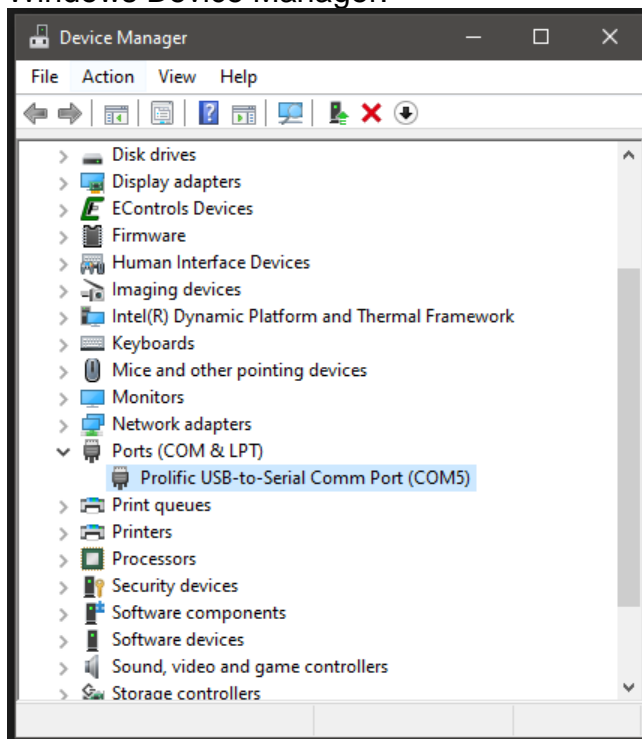 Windows Device Manager:
Device Manager
File Action View Help
Disk drives
Display adapters
EControls Devices
Firmware
Human Interface Devices
Imaging devices
Intel(R) Dynamic Platform and Thermal Framework
Keyboards
Mice and other pointing devices
Monitors
Network adapters
Ports (COM & LPT)
Prolific USB-to-Serial Comm Port (COM5)
Print queues
Printers
Processors
Security devices
Software components
Software devices
Sound, video and game controllers
Storage controllers